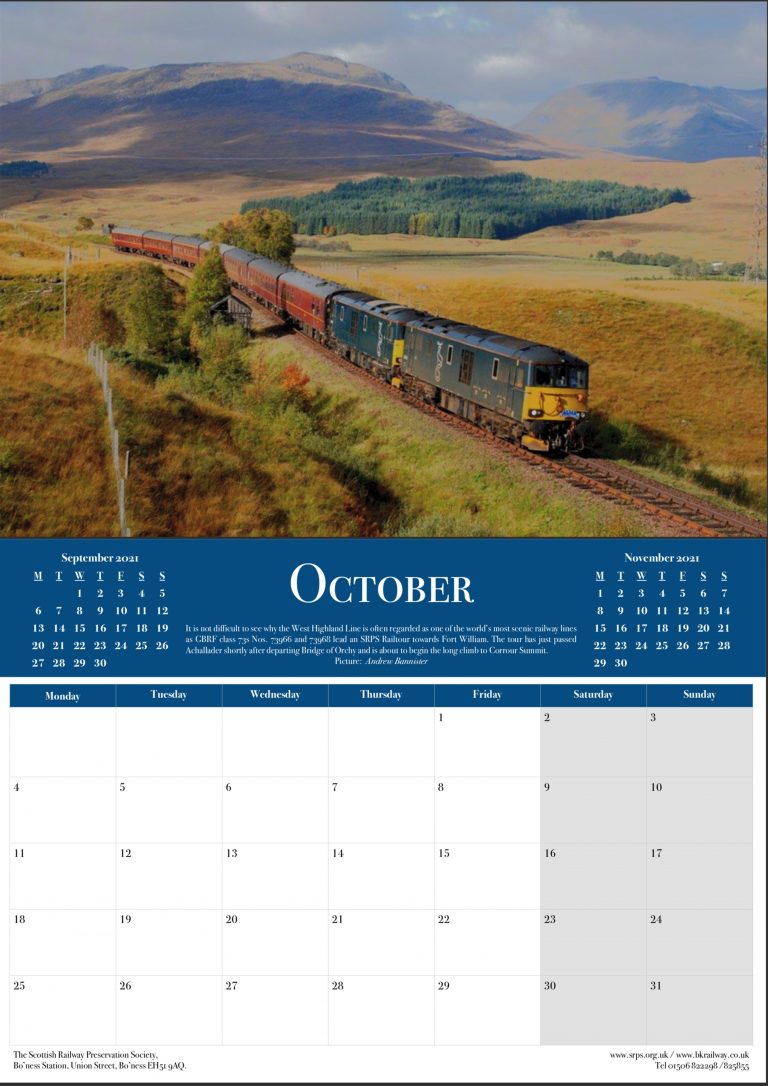 September 2021
M T W T F S S
1 2 3 4 5
6 7 8 9 10 11 12
13 14 15 16 17 18 19
20 21 22 23 24 25 26
27 28 29 30
October
It is not difficult to see why the West Highland Line is often regarded as one of the world's most scenic railway lines
as GBRF class 73s Nos. 73966 and 73968 lead an SRPS Railtour towards Fort William. The tour has just passed
Achallader shortly after departing Bridge of Orchy and is about to begin the long climb to Corrour Summit.
Picture: Andrew Bannister
November 2021
M T W T F S S
1 2 3 4 5 6 7
8 9 10 11 12 13 14
15 16 17 18 19 20 21
22 23 24 25 26 27 28
29 30
Monday Tuesday Wednesday Thursday Friday Saturday Sunday
1 2 3
4 5 6 7 8 9 10
11 12 13 14 15 16 17
18 19 20 21 22 23 24
25 26 27 28 29 30 31
The Scottish Railway Preservation Society,
Bo'ness Station, Union Street, Bo'ness EH51 9AQ.
www.srps.org.uk / www.bkrailway.co.uk
Tel 01506 822298 /825855